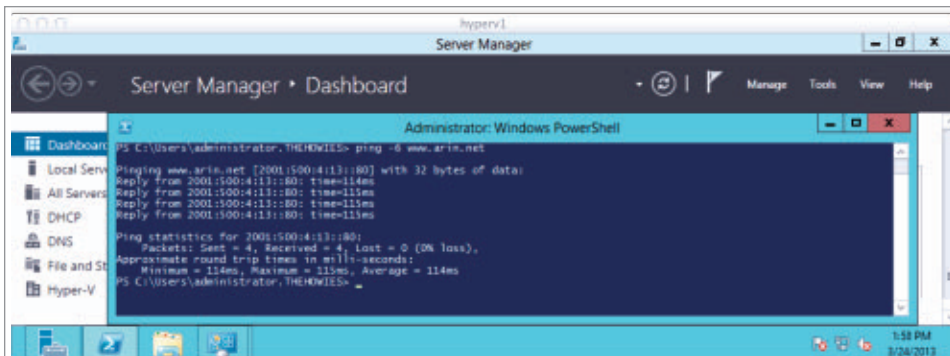 hyperv1
Server Manager
Server Manager • Dashboard
Manage Tools View Help
Administrator: Windows PowerShell
Dashboard
Local Serv
All Servers
DHCP
DNS
File and St
Hyper-V
PS C:\Users\administrator.THEHOWIES> ping -6 www.arin.net
Pinging www.arin.net [2001:500:4:13::80] with 32 bytes of data:
Reply from 2001:500:4:13::80: time=114ms
Reply from 2001:500:4:13::80: time=115ms
Reply from 2001:500:4:13::80: time=115ms
Reply from 2001:500:4:13::80: time=115ms
Ping statistics for 2001:500:4:13::80:
Packets: Sent = 4, Received = 4, Lost = 0 (0% loss),
Approximate round trip times in milli-seconds:
Minimum = 114ms, Maximum = 115ms, Average = 114ms
PS C:\Users\administrator.THEHOWIES> _
1:58 PM
3/24/2013